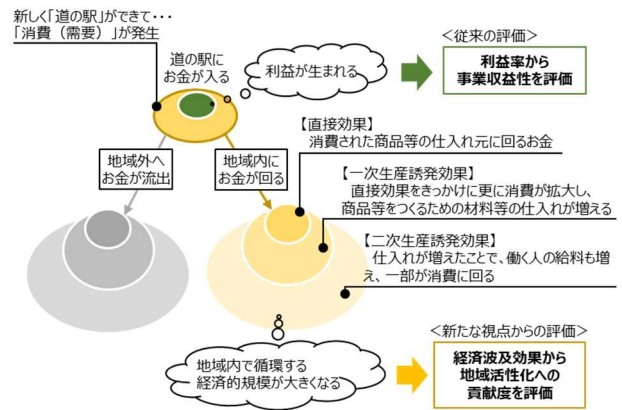 新しく「道の駅」ができて・・・
「消費（需要）」が発生
道の駅に
お金が入る
利益が生まれる
＜従来の評価＞
利益率から
事業収益性を評価
地域外へ
お金が流出
地域内に
お金が回る
【直接効果】
消費された商品等の仕入れ元に回るお金
【一次生産誘発効果】
直接効果をきっかけに更に消費が拡大し、
商品等をつくるための材料等の仕入れが増える
【二次生産誘発効果】
仕入れが増えたことで、働く人の給料も増
え、一部が消費に回る
地域内で循環する
経済的規模が大きくなる
＜新たな視点からの評価＞
経済波及効果から
地域活性化への
貢献度を評価